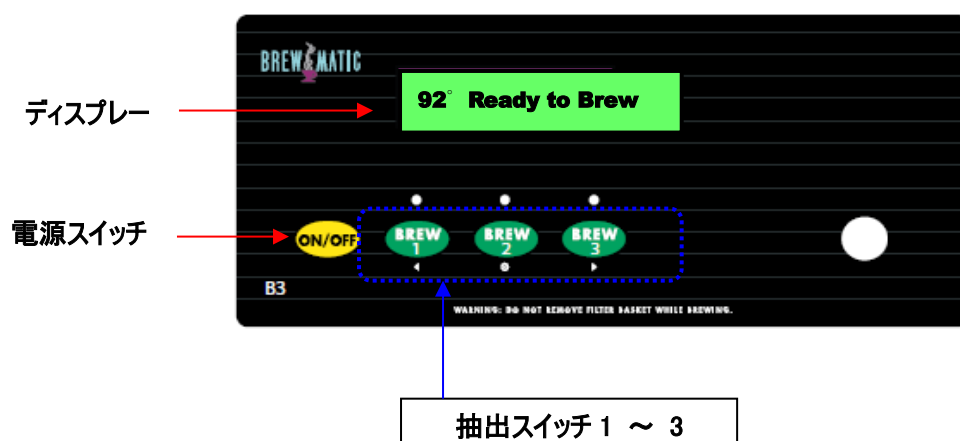 BREW MATIC
ディスプレー
92° Ready to Brew
電源スイッチ
ON/OFF
BREW 1
BREW 2
BREW 3
B3
WARNING: DO NOT REMOVE FILTER BASKET WHILE BREWING.
抽出スイッチ 1 ～ 3